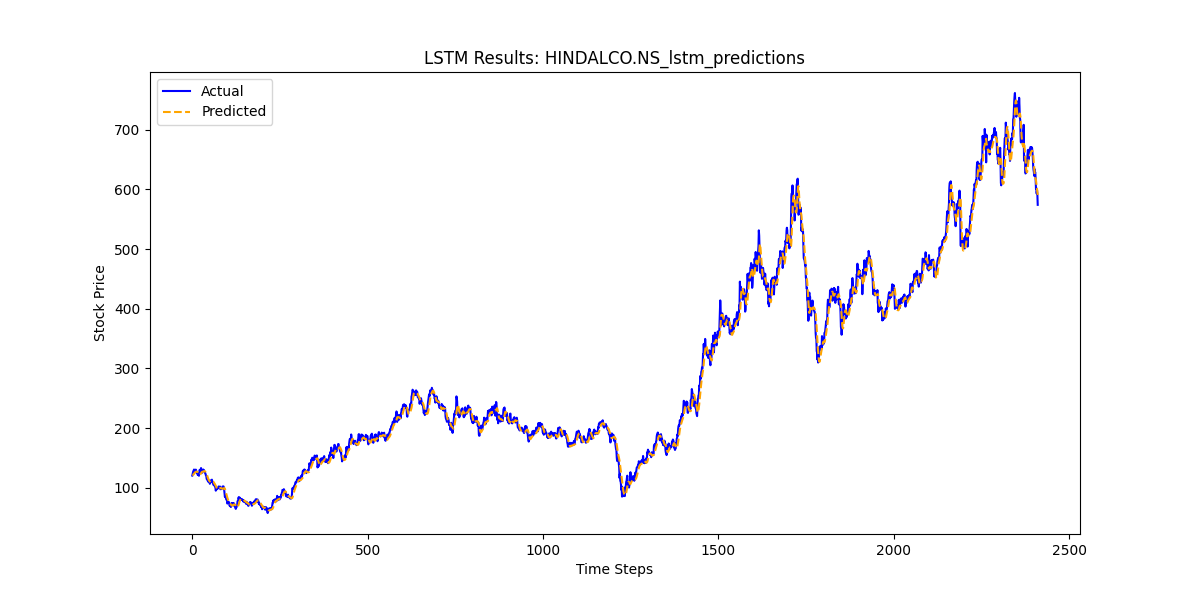 LSTM Results: HINDALCO.NS_lstm_predictions
Actual
Predicted
Stock Price
700
600
500
400
300
200
100
0
500
1000
1500
2000
2500
Time Steps